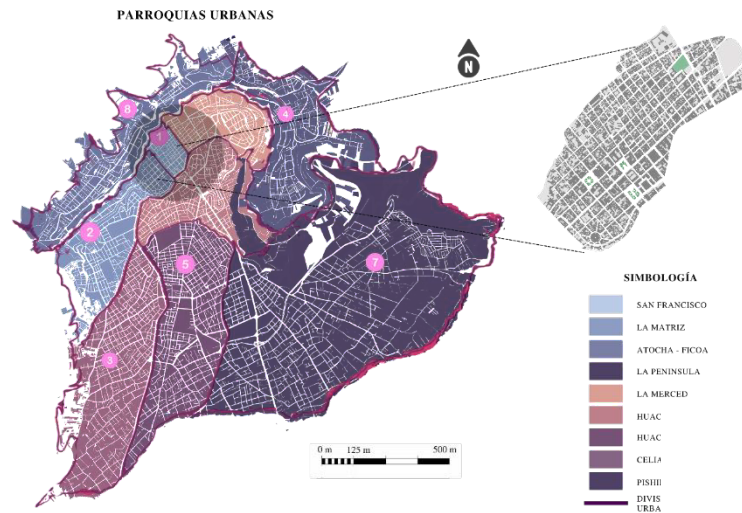 PARROQUIAS URBANAS
N
8
4
1
2
5
7
3
0 m 125 m 500 m
SIMBOLOGÍA
SAN FRANCISCO
LA MATRIZ
ATOCHA - FICOA
LA PENINSULA
LA MERCED
HUAC
HUAC
CELIA
PISHI
DIVIS
URBA